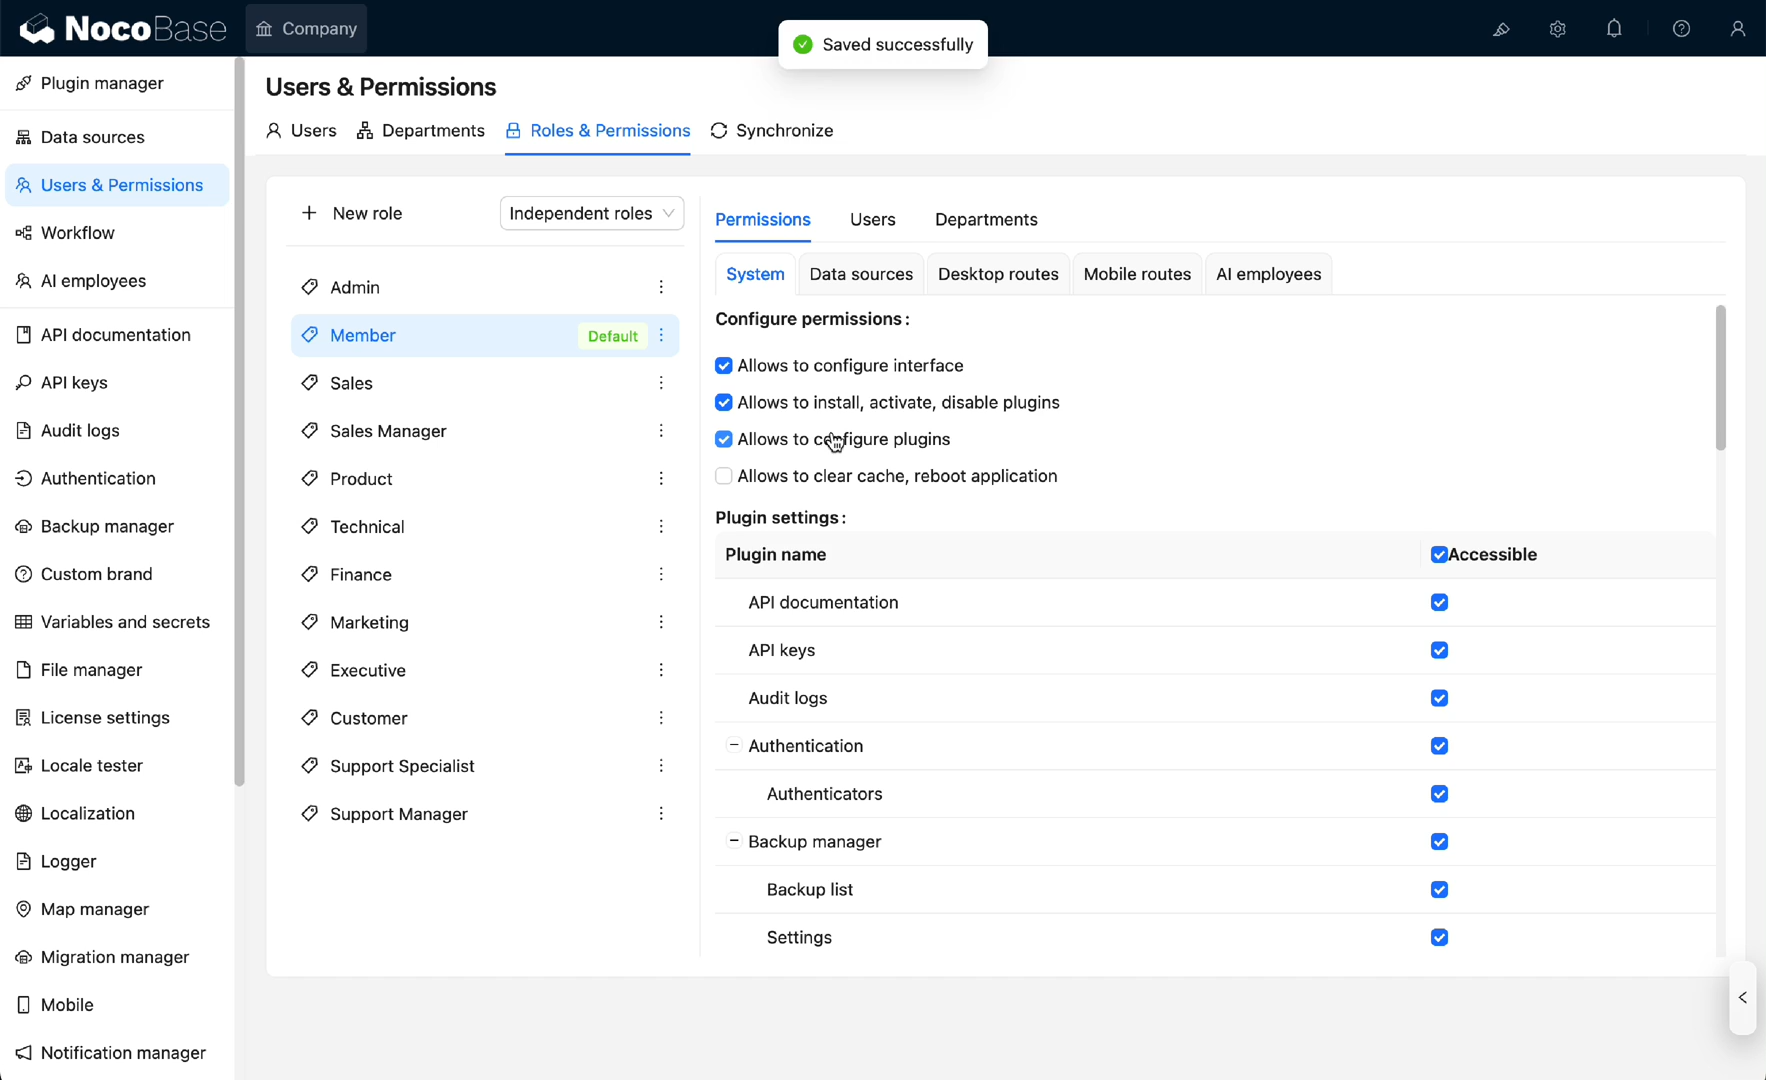 NocoBase
Company
Saved successfully
Plugin manager
Data sources
Users & Permissions
Workflow
AI employees
API documentation
API keys
Audit logs
Authentication
Backup manager
Custom brand
Variables and secrets
File manager
License settings
Locale tester
Localization
Logger
Map manager
Migration manager
Mobile
Notification manager
Users & Permissions
Users
Departments
Roles & Permissions
Synchronize
New role
Independent roles
Admin
Member
Default
Sales
Sales Manager
Product
Technical
Finance
Marketing
Executive
Customer
Support Specialist
Support Manager
Permissions
Users
Departments
System
Data sources
Desktop routes
Mobile routes
AI employees
Configure permissions:
Allows to configure interface
Allows to install, activate, disable plugins
Allows to configure plugins
Allows to clear cache, reboot application
Plugin settings:
Plugin name
Accessible
API documentation
API keys
Audit logs
Authentication
Authenticators
Backup manager
Backup list
Settings